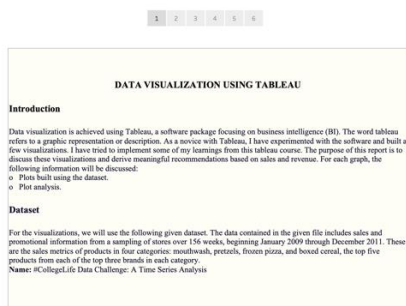 1 2 3 4 5 6
DATA VISUALIZATION USING TABLEAU
Introduction
Data visualization is achieved using Tableau, a software package focusing on business intelligence (BI). The word tableau
refers to a graphic representation or description. As a novice with Tableau, I have experimented with the software and built a
few visualizations. I have tried to implement some of my learnings from this tableau course. The purpose of this report is to
discuss these visualizations and derive meaningful recommendations based on sales and revenue. For each graph, the
following information will be discussed:
o Plots built using the dataset.
o Plot analysis.
Dataset
For the visualizations, we will use the following given dataset. The data contained in the given file includes sales and
promotional information from a sampling of stores over 156 weeks, beginning January 2009 through December 2011. These
are the sales metrics of products in four categories: mouthwash, pretzels, frozen pizza, and boxed cereal, the top five
products from each of the top three brands in each category.
Name: #CollegeLife Data Challenge: A Time Series Analysis